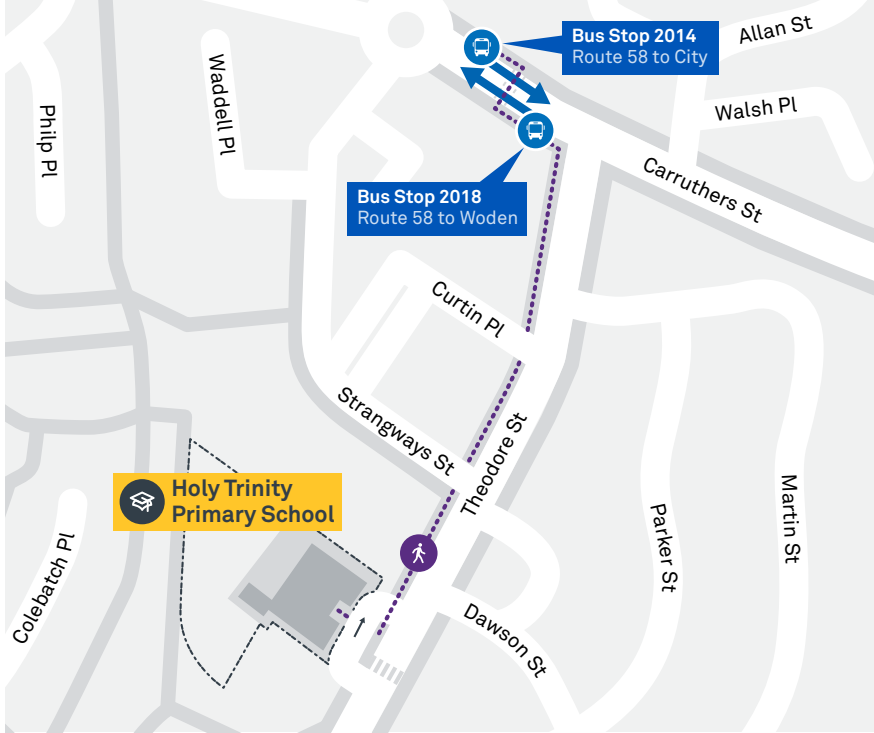 Bus Stop 2014
Route 58 to City
Allan St
Waddell Pl
Philp Pl
Walsh Pl
Carruthers St
Bus Stop 2018
Route 58 to Woden
Curtin Pl
Strangways St
Theodore St
Holy Trinity
Primary School
Martin St
Parker St
Colebatch Pl
Dawson St